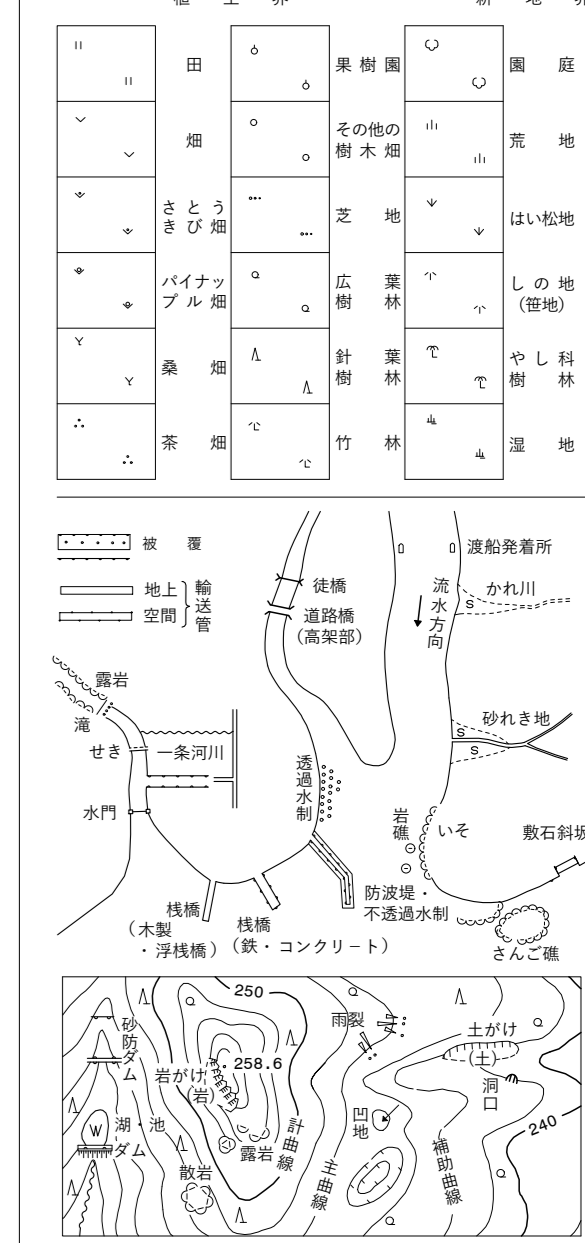 田
果樹園
園庭
畑
その他の
樹木畑
荒地
さとう
きび畑
芝地
はい松地
パイナッ
プル畑
広葉
樹林
しの地
(笹地)
桑畑
針葉
樹林
やし科
樹林
茶畑
竹林
湿地
被覆
地上
空間
輸送管
徒橋
道路橋
(高架部)
渡船発着所
流水方向
かれ川
S
露岩
滝
せき
一条河川
水門
透過水制
砂れき地
S
S
岩礁
いそ
敷石斜坂
防波堤・
不透過水制
さんご礁
桟橋
(木製
・浮桟橋)
桟橋
(鉄・コンクリート)
250
258.6
砂防ダム
岩がけ
(岩)
湖・池
W
ダム
散岩
露岩
計曲線
主曲線
雨裂
凹地
補助曲線
土がけ
(土)
洞口
240